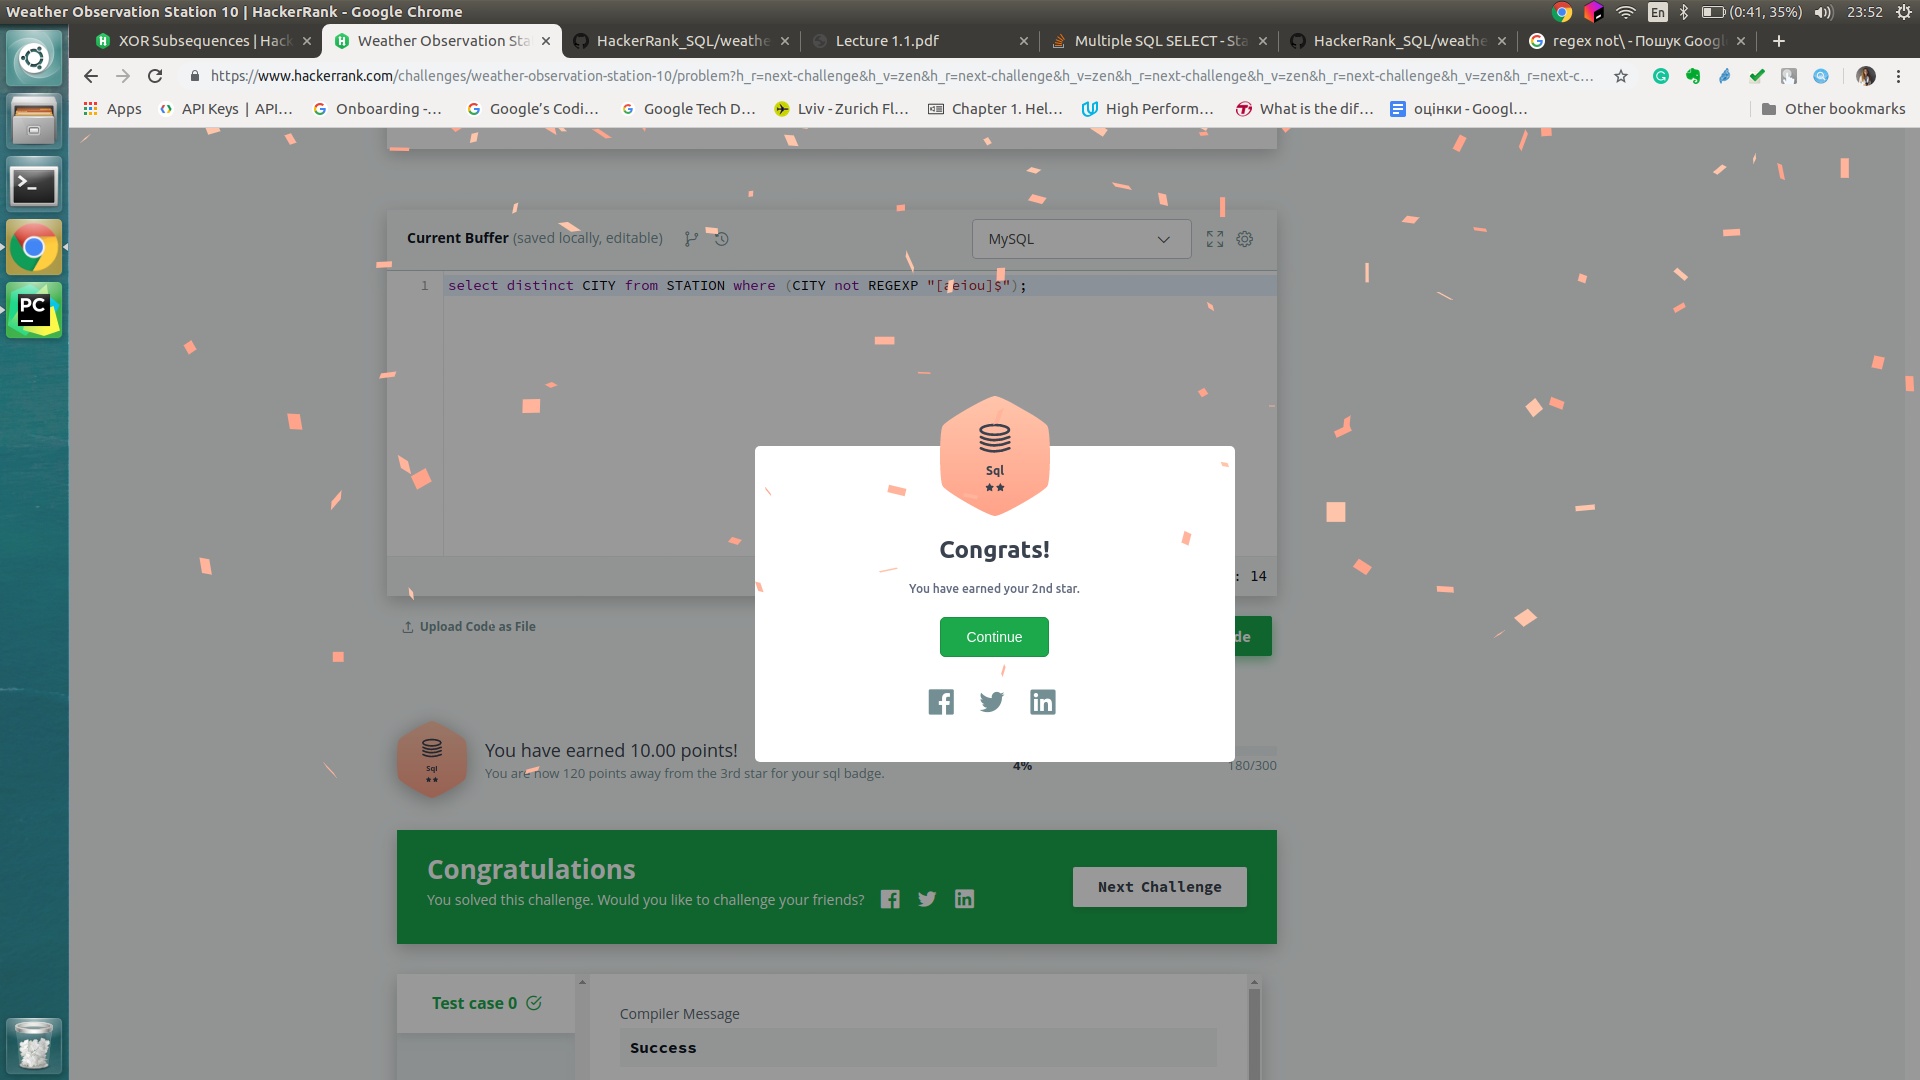 Weather Observation Station 10 | HackerRank - Google Chrome
En
(0:41, 35%)
23:52
XOR Subsequences | Hack
Weather Observation Sta
HackerRank_SQL/weathe
Lecture 1.1.pdf
Multiple SQL SELECT - Sta
HackerRank_SQL/weathe
regex not\ - Пошук Googl
https://www.hackerrank.com/challenges/weather-observation-station-10/problem?h_r=next-challenge&h_v=zen&h_r=next-challenge&h_v=zen&h_r=next-challenge&h_v=zen&h_r=next-challenge&h_v=zen&h_r=next-c...
Apps
API Keys | API...
Onboarding -...
Google's Codi...
Google Tech D...
Lviv - Zurich Fl...
Chapter 1. Hel...
High Perform...
What is the dif...
оцінки - Googl...
Other bookmarks
PC
Current Buffer (saved locally, editable)
MySQL
1
select distinct CITY from STATION where (CITY not REGEXP "[aeiou]$");
Sql
Congrats!
You have earned your 2nd star.
Continue
: 14
Upload Code as File
de
Sql
You have earned 10.00 points!
You are now 120 points away from the 3rd star for your sql badge.
4%
180/300
Congratulations
You solved this challenge. Would you like to challenge your friends?
Next Challenge
Test case 0
Compiler Message
Success